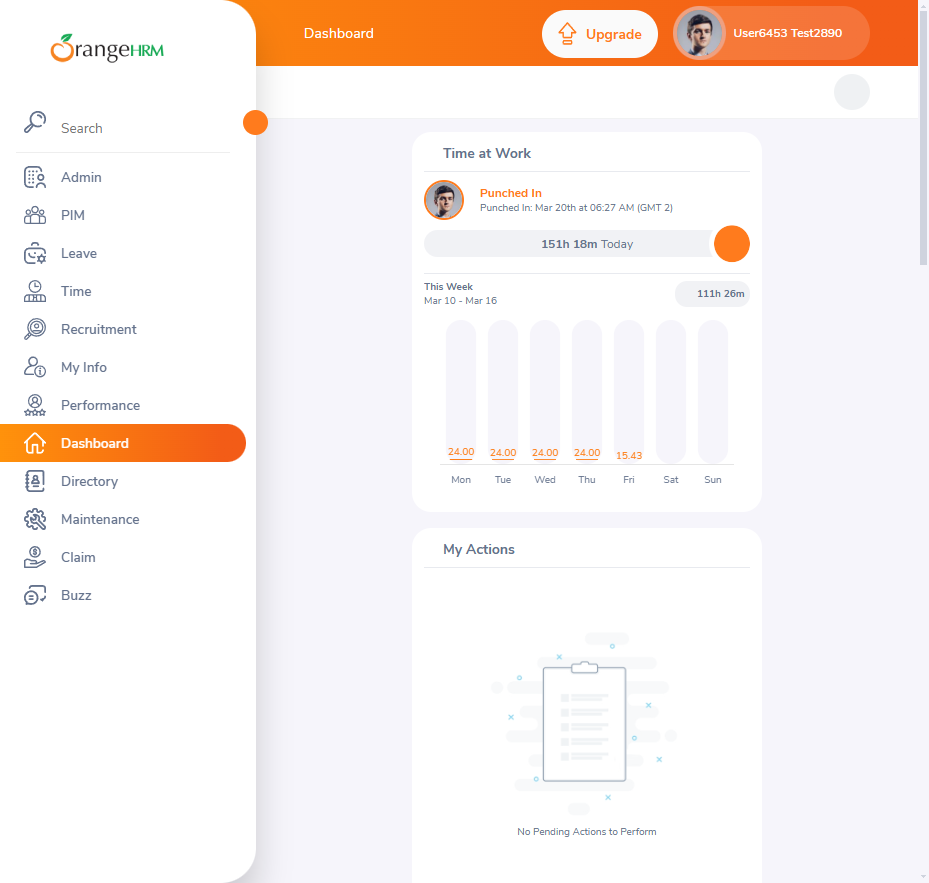 OrangeHRM
Dashboard
Upgrade
User6453 Test2890
Search
Admin
PIM
Leave
Time
Recruitment
My Info
Performance
Dashboard
Directory
Maintenance
Claim
Buzz
Time at Work
Punched In
Punched In: Mar 20th at 06:27 AM (GMT 2)
151h 18m Today
This Week
Mar 10 - Mar 16
111h 26m
24.00 24.00 24.00 24.00 15.43
Mon Tue Wed Thu Fri Sat Sun
My Actions
No Pending Actions to Perform